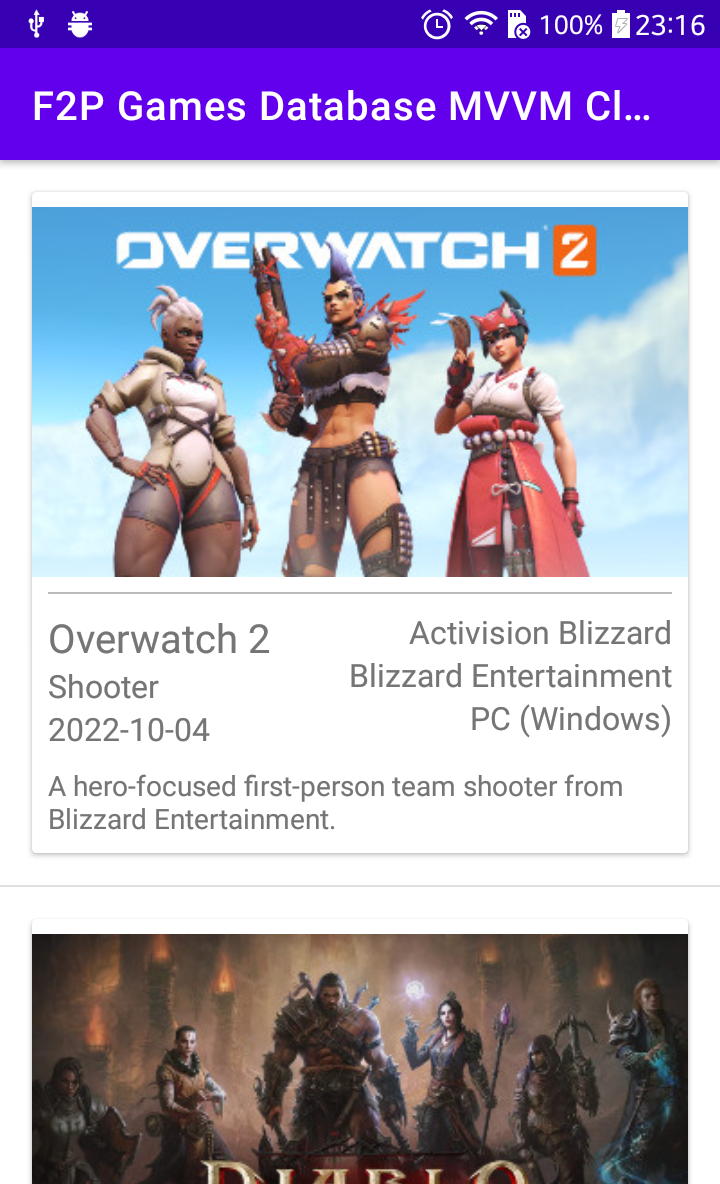 100% 23:16
F2P Games Database MVVM Cl...
OVERWATCH 2
Overwatch 2
Shooter
2022-10-04
Activision Blizzard
Blizzard Entertainment
PC (Windows)
A hero-focused first-person team shooter from
Blizzard Entertainment.
DIABLO